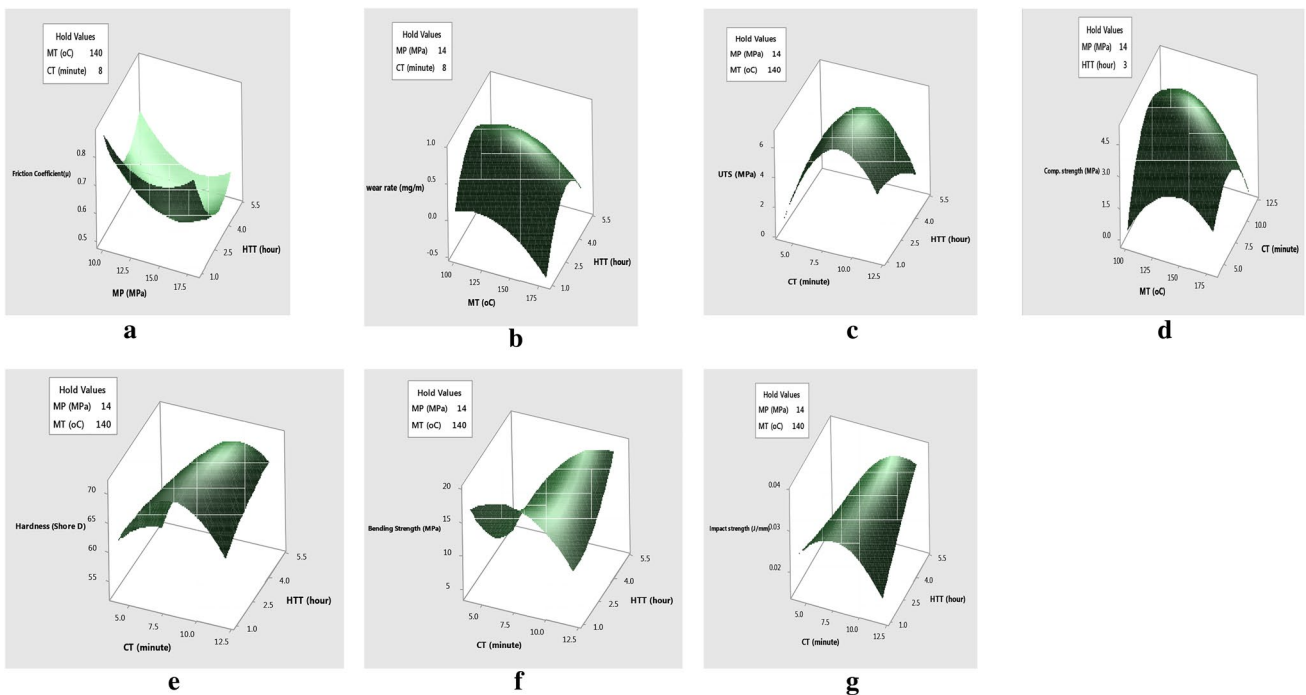 Hold Values
MT (oC) 140
CT (minute) 8
Friction Coefficient(μ)
0.8
0.7
0.6
0.5
10.0
12.5
15.0
17.5
MP (MPa)
1.0
2.5
4.0
5.5
HTT (hour)
a
Hold Values
MP (MPa) 14
CT (minute) 8
wear rate (mg/m)
1.0
0.5
0.0
-0.5
100
125
150
175
MT (oC)
1.0
2.5
4.0
5.5
HTT (hour)
b
Hold Values
MP (MPa) 14
MT (oC) 140
UTS (MPa)
6
4
2
0
5.0
7.5
10.0
12.5
CT (minute)
1.0
2.5
4.0
5.5
HTT (hour)
c
Hold Values
MP (MPa) 14
HTT (hour) 3
Comp. strength (MPa)
4.5
3.0
1.5
0.0
100
125
150
175
MT (oC)
5.0
7.5
10.0
12.5
CT (minute)
d
Hold Values
MP (MPa) 14
MT (oC) 140
Hardness (Shore D)
70
65
60
55
5.0
7.5
10.0
12.5
CT (minute)
1.0
2.5
4.0
5.5
HTT (hour)
e
Hold Values
MP (MPa) 14
MT (oC) 140
Bending Strength (MPa)
20
15
10
5
5.0
7.5
10.0
12.5
CT (minute)
1.0
2.5
4.0
5.5
HTT (hour)
f
Hold Values
MP (MPa) 14
MT (oC) 140
Impact strength (J/mm)
0.04
0.03
0.02
5.0
7.5
10.0
12.5
CT (minute)
1.0
2.5
4.0
5.5
HTT (hour)
g